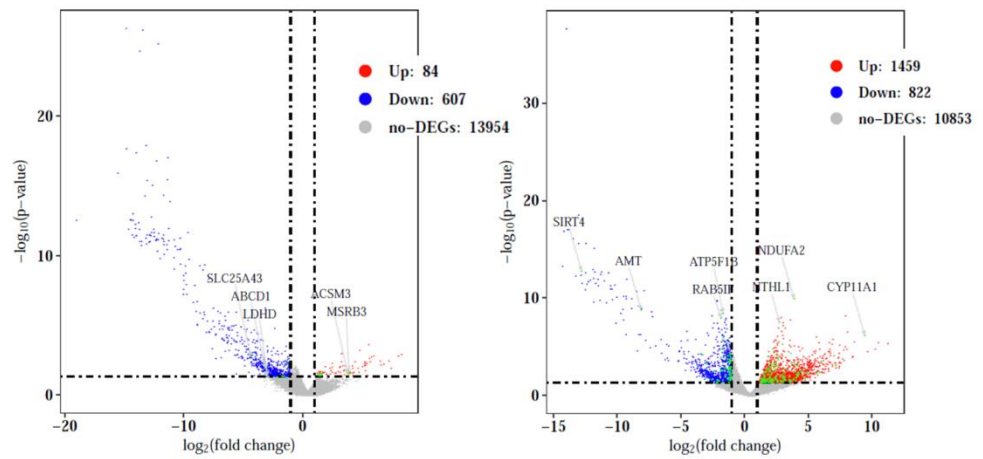 Up: 84
Down: 607
no-DEGs: 13954
20
10
0
−log10(p−value)
SLC25A43
ABCD1
LDHD
ACSM3
MSRB3
−20
−10
0
log2(fold change)
Up: 1459
Down: 822
no-DEGs: 10853
30
20
10
0
−log10(p−value)
SIRT4
AMT
ATP5F1B
NDUFA2
NTHL1
CYP11A1
−15
−10
−5
0
5
10
log2(fold change)